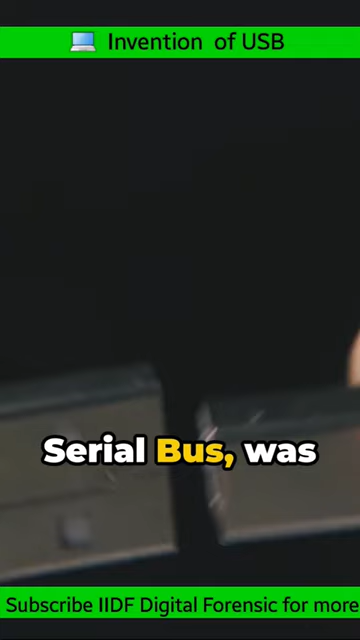 💻 Invention of USB
Serial Bus, was
Subscribe IIDF Digital Forensic for more